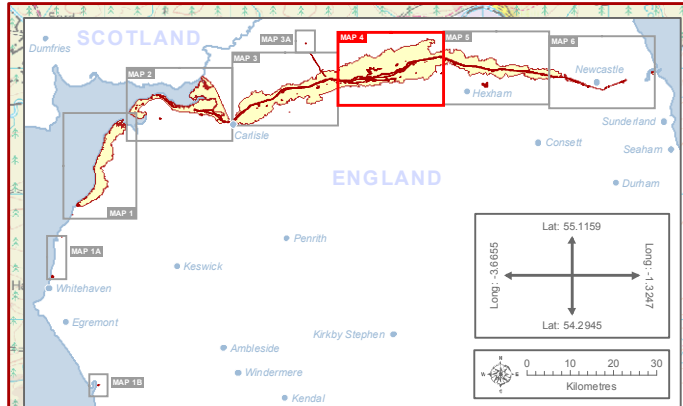 SCOTLAND
Dumfries
MAP 3A
MAP 4
MAP 5
MAP 6
MAP 3
MAP 2
Newcastle
Hexham
Carlisle
Sunderland
Consett
Seaham
ENGLAND
Durham
MAP 1
Penrith
MAP 1A
Keswick
Whitehaven
Egremont
Kirkby Stephen
Ambleside
Windermere
MAP 1B
Kendal
Lat: 55.1159
Long: -3.6655
Long: -1.3247
Lat: 54.2945
N
W E
S
0 10 20 30
Kilometres